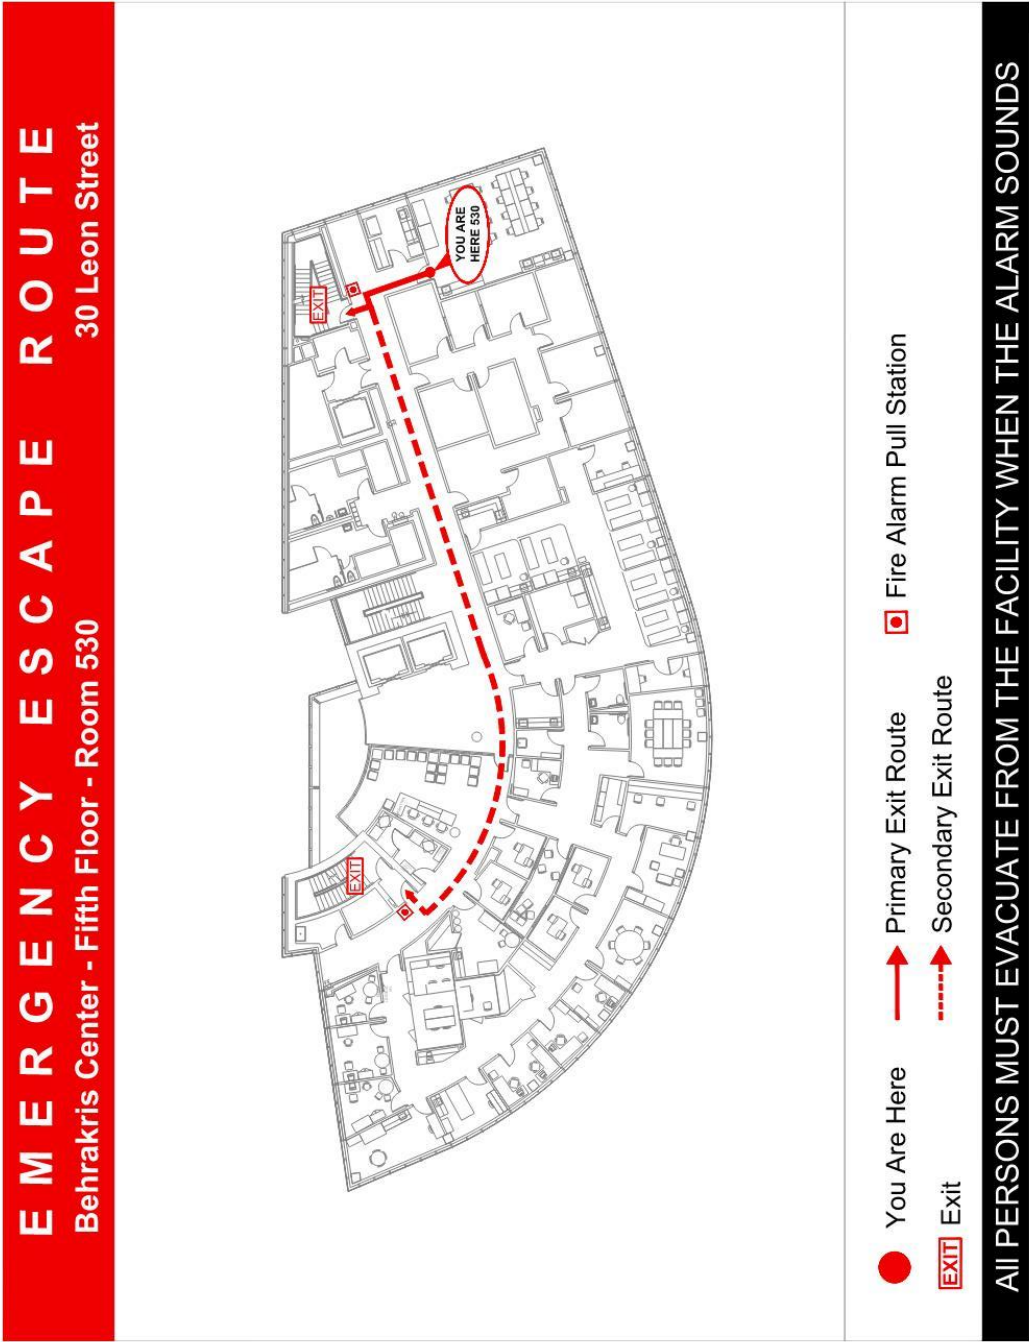 EMERGENCY ESCAPE ROUTE
Behrakris Center - Fifth Floor - Room 530
30 Leon Street
EXIT
EXIT
YOU ARE
HERE 530
You Are Here
Primary Exit Route
Fire Alarm Pull Station
EXIT
Exit
Secondary Exit Route
All PERSONS MUST EVACUATE FROM THE FACILITY WHEN THE ALARM SOUNDS